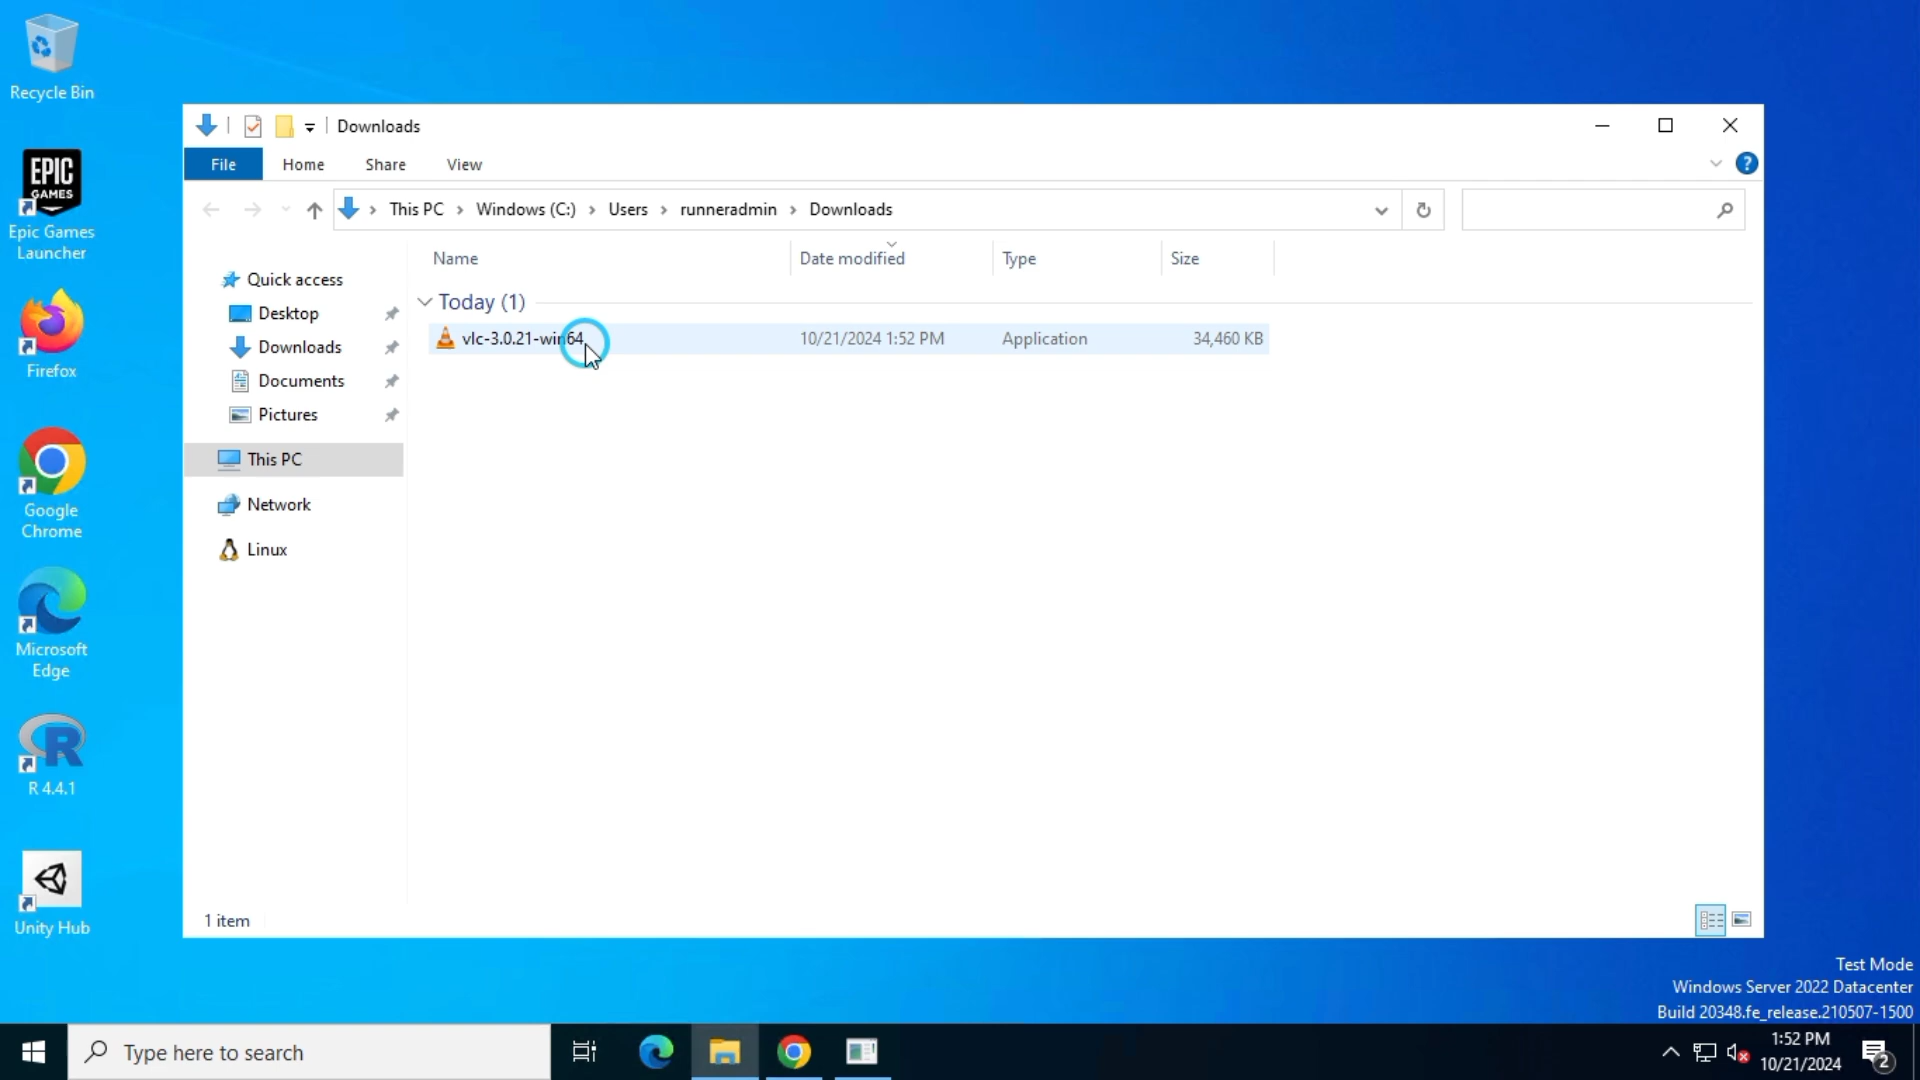 Recycle Bin
EPIC
GAMES
Epic Games
Launcher
Firefox
Google
Chrome
Microsoft
Edge
R 4.4.1
Unity Hub
Downloads
File Home Share View ?
This PC Windows (C:) Users runneradmin Downloads
Name Date modified Type Size
Quick access
Desktop
Downloads
Documents
Pictures
This PC
Network
Linux
Today (1)
vlc-3.0.21-win64 10/21/2024 1:52 PM Application 34,460 KB
1 item
Test Mode
Windows Server 2022 Datacenter
Build 20348.fe_release.210507-1500
Type here to search
1:52 PM
10/21/2024
2